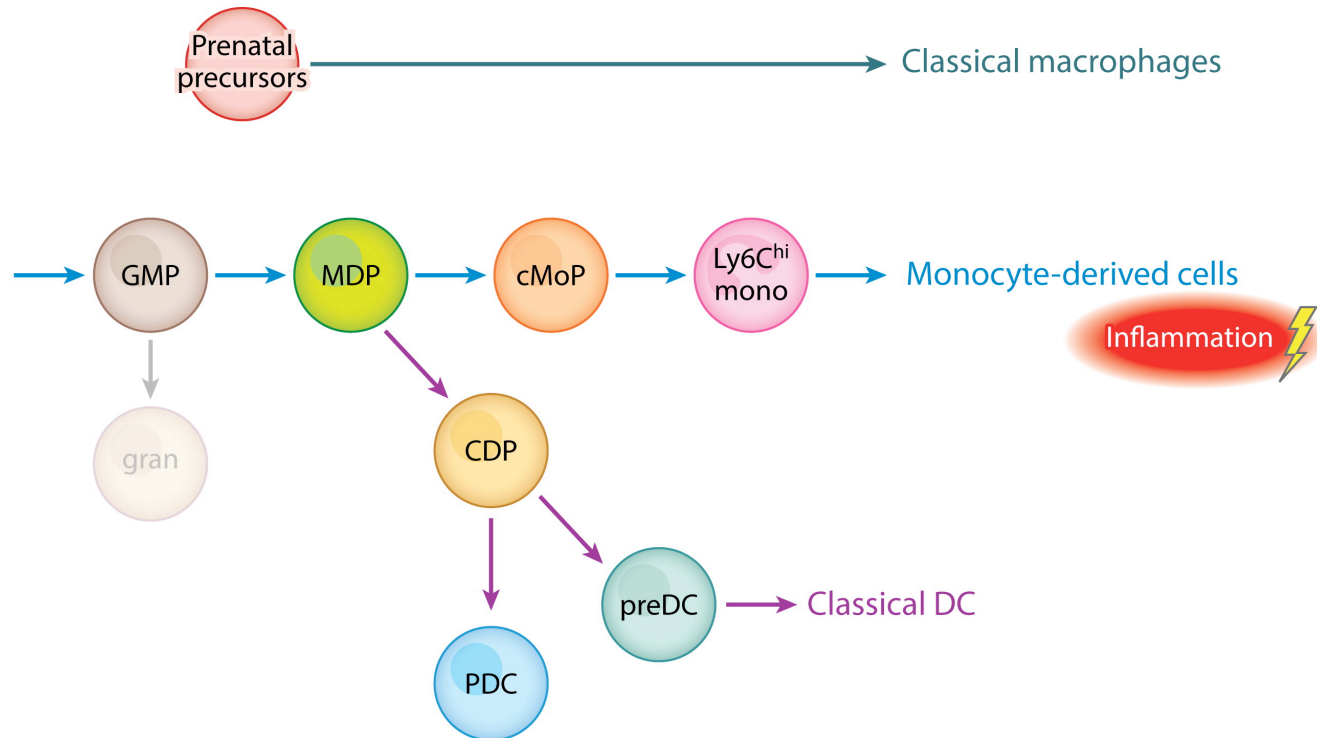 Prenatal
precursors
Classical macrophages
GMP
MDP
cMoP
Ly6Cʰⁱ
mono
Monocyte-derived cells
Inflammation
gran
CDP
preDC
Classical DC
PDC